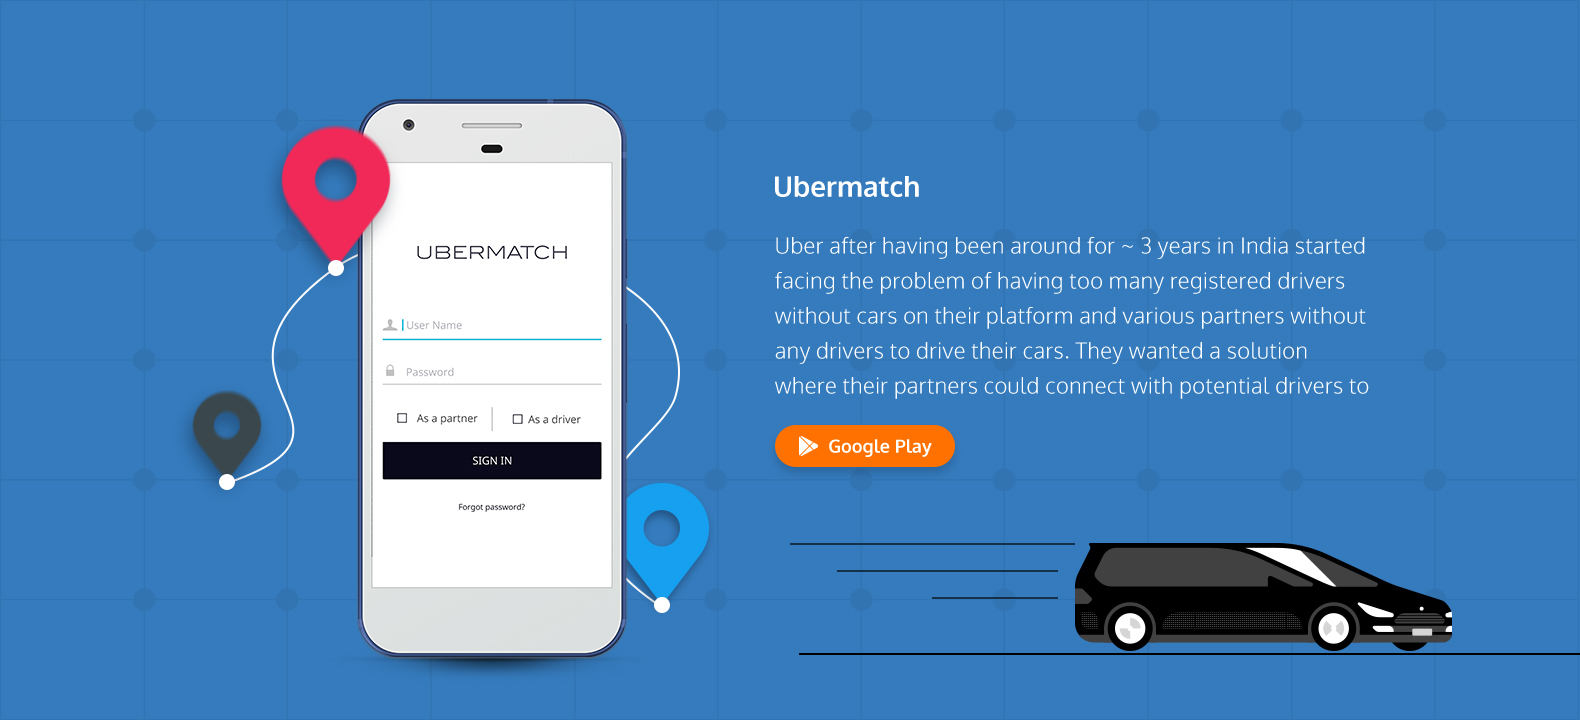 UBERMATCH
User Name
Password
As a partner
As a driver
SIGN IN
Forgot password?
Ubermatch
Uber after having been around for ~ 3 years in India started
facing the problem of having too many registered drivers
without cars on their platform and various partners without
any drivers to drive their cars. They wanted a solution
where their partners could connect with potential drivers to
Google Play